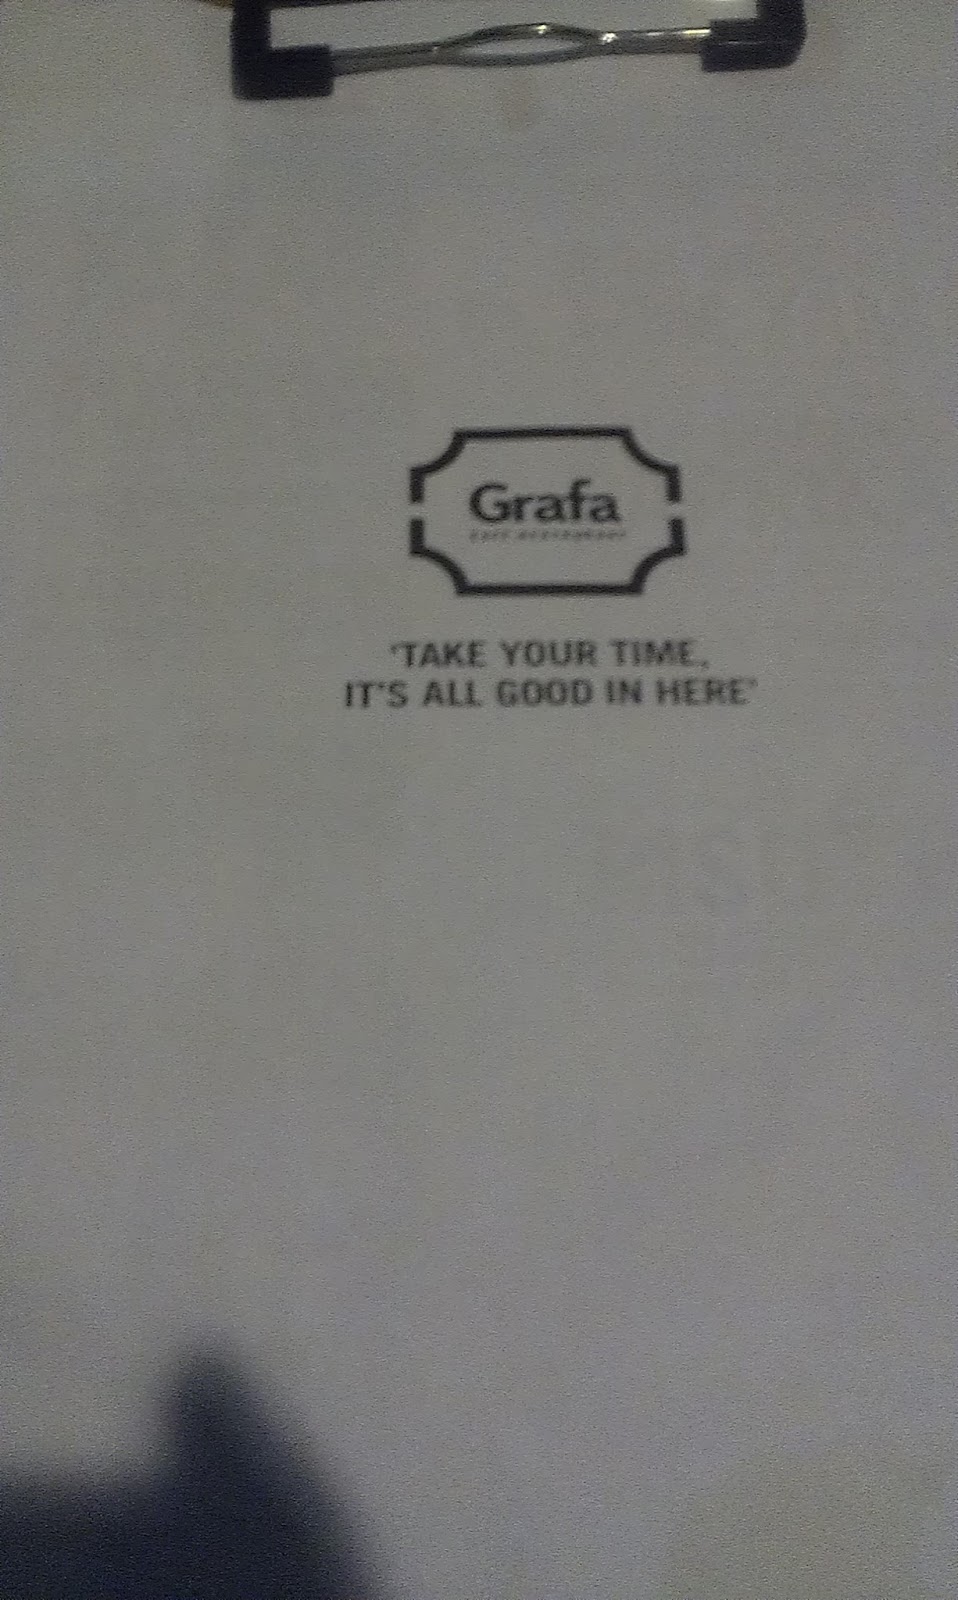 Grafa
'TAKE YOUR TIME,
IT'S ALL GOOD IN HERE'